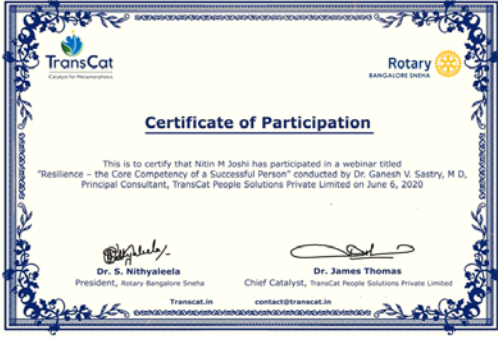 TransCat
Catalyst for Metamorphosis
Rotary
BANGALORE SNEHA
Certificate of Participation
This is to certify that Nitin M Joshi has participated in a webinar titled
"Resilience – the Core Competency of a Successful Person" conducted by Dr. Ganesh V. Sastry, M D,
Principal Consultant, TransCat People Solutions Private Limited on June 6, 2020
Dr. S. Nithyaleela
President, Rotary Bangalore Sneha
Dr. James Thomas
Chief Catalyst, TransCat People Solutions Private Limited
Transcat.in contact@transcat.in